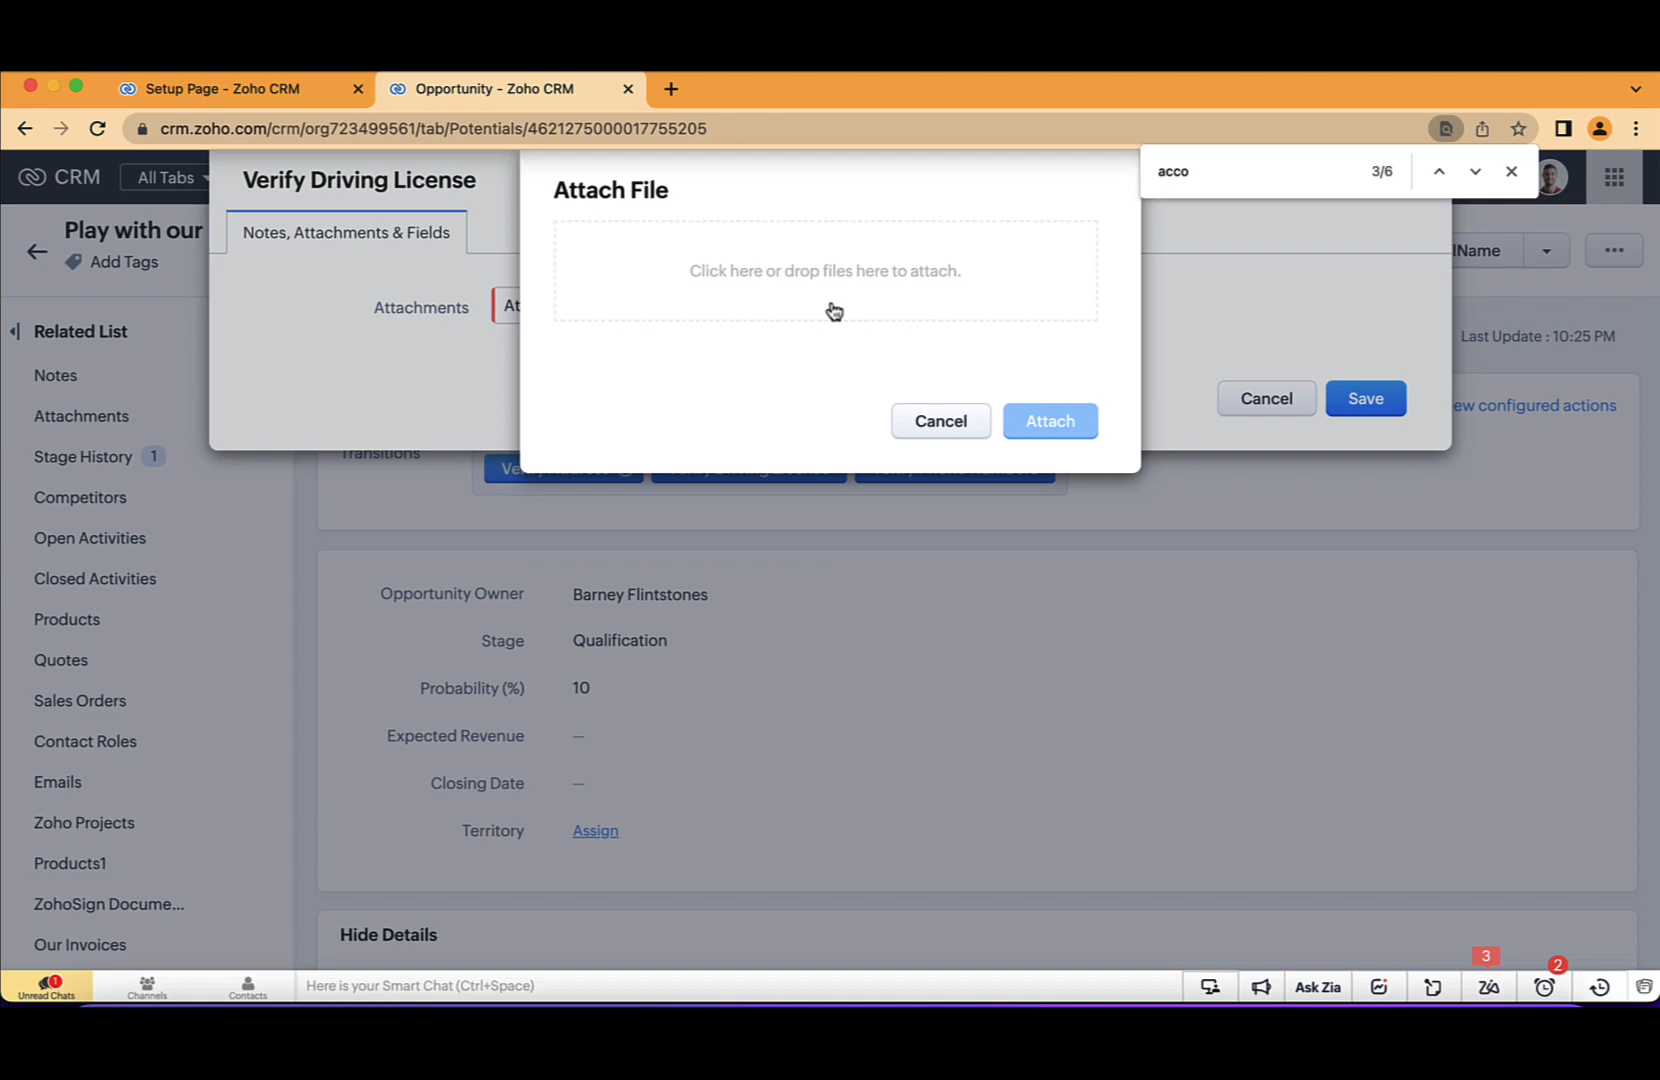 Setup Page - Zoho CRM
Opportunity - Zoho CRM
crm.zoho.com/crm/org723499561/tab/Potentials/4621275000017755205
acco
3/6
CRM
All Tabs
Verify Driving License
Attach File
Play with our
Add Tags
Notes, Attachments & Fields
Click here or drop files here to attach.
Attachments
At
lName
Last Update : 10:25 PM
Cancel
Attach
Cancel
Save
ew configured actions
Transitions
Related List
Notes
Attachments
Stage History 1
Competitors
Open Activities
Closed Activities
Products
Quotes
Sales Orders
Contact Roles
Emails
Zoho Projects
Products1
ZohoSign Docume...
Our Invoices
Opportunity Owner Barney Flintstones
Stage Qualification
Probability (%) 10
Expected Revenue —
Closing Date —
Territory Assign
Hide Details
1
Unread Chats
Channels
Contacts
Here is your Smart Chat (Ctrl+Space)
Ask Zia
3
2